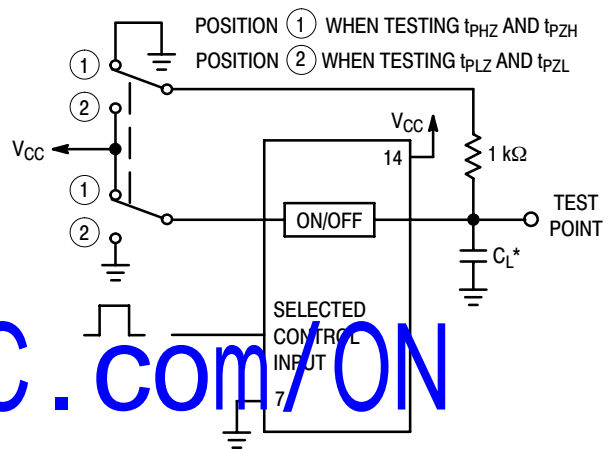 POSITION 1 WHEN TESTING tPHZ AND tPZH
POSITION 2 WHEN TESTING tPLZ AND tPZL
1
2
VCC
1
2
VCC
14
1 kΩ
ON/OFF
TEST
POINT
CL*
SELECTED
CONTROL
INPUT
7
C.com/ON